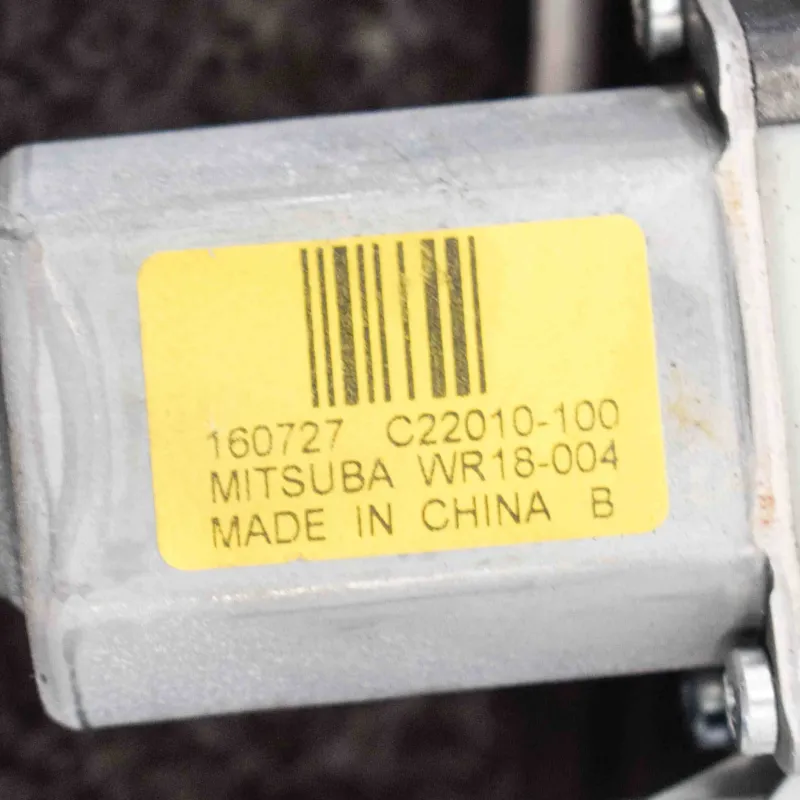 160727 C22010-100
MITSUBA WR18-004
MADE IN CHINA B